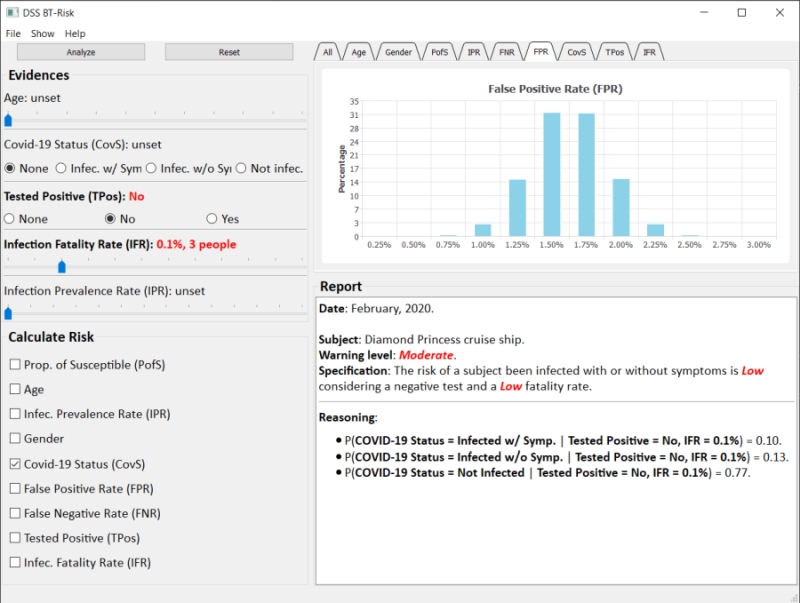 DSS BT-Risk
File Show Help
Analyze Reset
Evidences
Age: unset
Covid-19 Status (CovS): unset
None Infec. w/ Sym Infec. w/o Syı Not infec.
Tested Positive (TPos): No
None No Yes
Infection Fatality Rate (IFR): 0.1%, 3 people
Infection Prevalence Rate (IPR): unset
Calculate Risk
Prop. of Susceptible (PofS)
Age
Infec. Prevalence Rate (IPR)
Gender
Covid-19 Status (CovS)
False Positive Rate (FPR)
False Negative Rate (FNR)
Tested Positive (TPos)
Infec. Fatality Rate (IFR)
All Age Gender PofS IPR FNR FPR CovS TPos IFR
False Positive Rate (FPR)
Percentage
35
31
28
24
21
17
14
10
7
3
0
0.25% 0.50% 0.75% 1.00% 1.25% 1.50% 1.75% 2.00% 2.25% 2.50% 2.75% 3.00%
Report
Date: February, 2020.
Subject: Diamond Princess cruise ship.
Warning level: Moderate.
Specification: The risk of a subject been infected with or without symptoms is Low
considering a negative test and a Low fatality rate.
Reasoning:
• P(COVID-19 Status = Infected w/ Symp. | Tested Positive = No, IFR = 0.1%) = 0.10.
• P(COVID-19 Status = Infected w/o Symp. | Tested Positive = No, IFR = 0.1%) = 0.13.
• P(COVID-19 Status = Not Infected | Tested Positive = No, IFR = 0.1%) = 0.77.